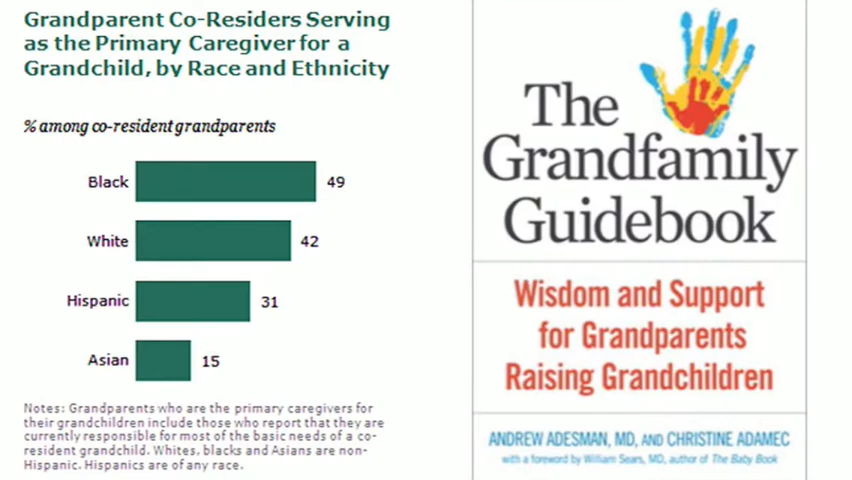 Grandparent Co-Residers Serving
as the Primary Caregiver for a
Grandchild, by Race and Ethnicity
% among co-resident grandparents
Black 49
White 42
Hispanic 31
Asian 15
Notes: Grandparents who are the primary caregivers for
their grandchildren include those who report that they are
currently responsible for most of the basic needs of a co-
resident grandchild. Whites, blacks and Asians are non-
Hispanic. Hispanics are of any race.
The
Grandfamily
Guidebook
Wisdom and Support
for Grandparents
Raising Grandchildren
ANDREW ADESMAN, MD, AND CHRISTINE ADAMEC
with a foreword by William Sears, MD, author of The Baby Book